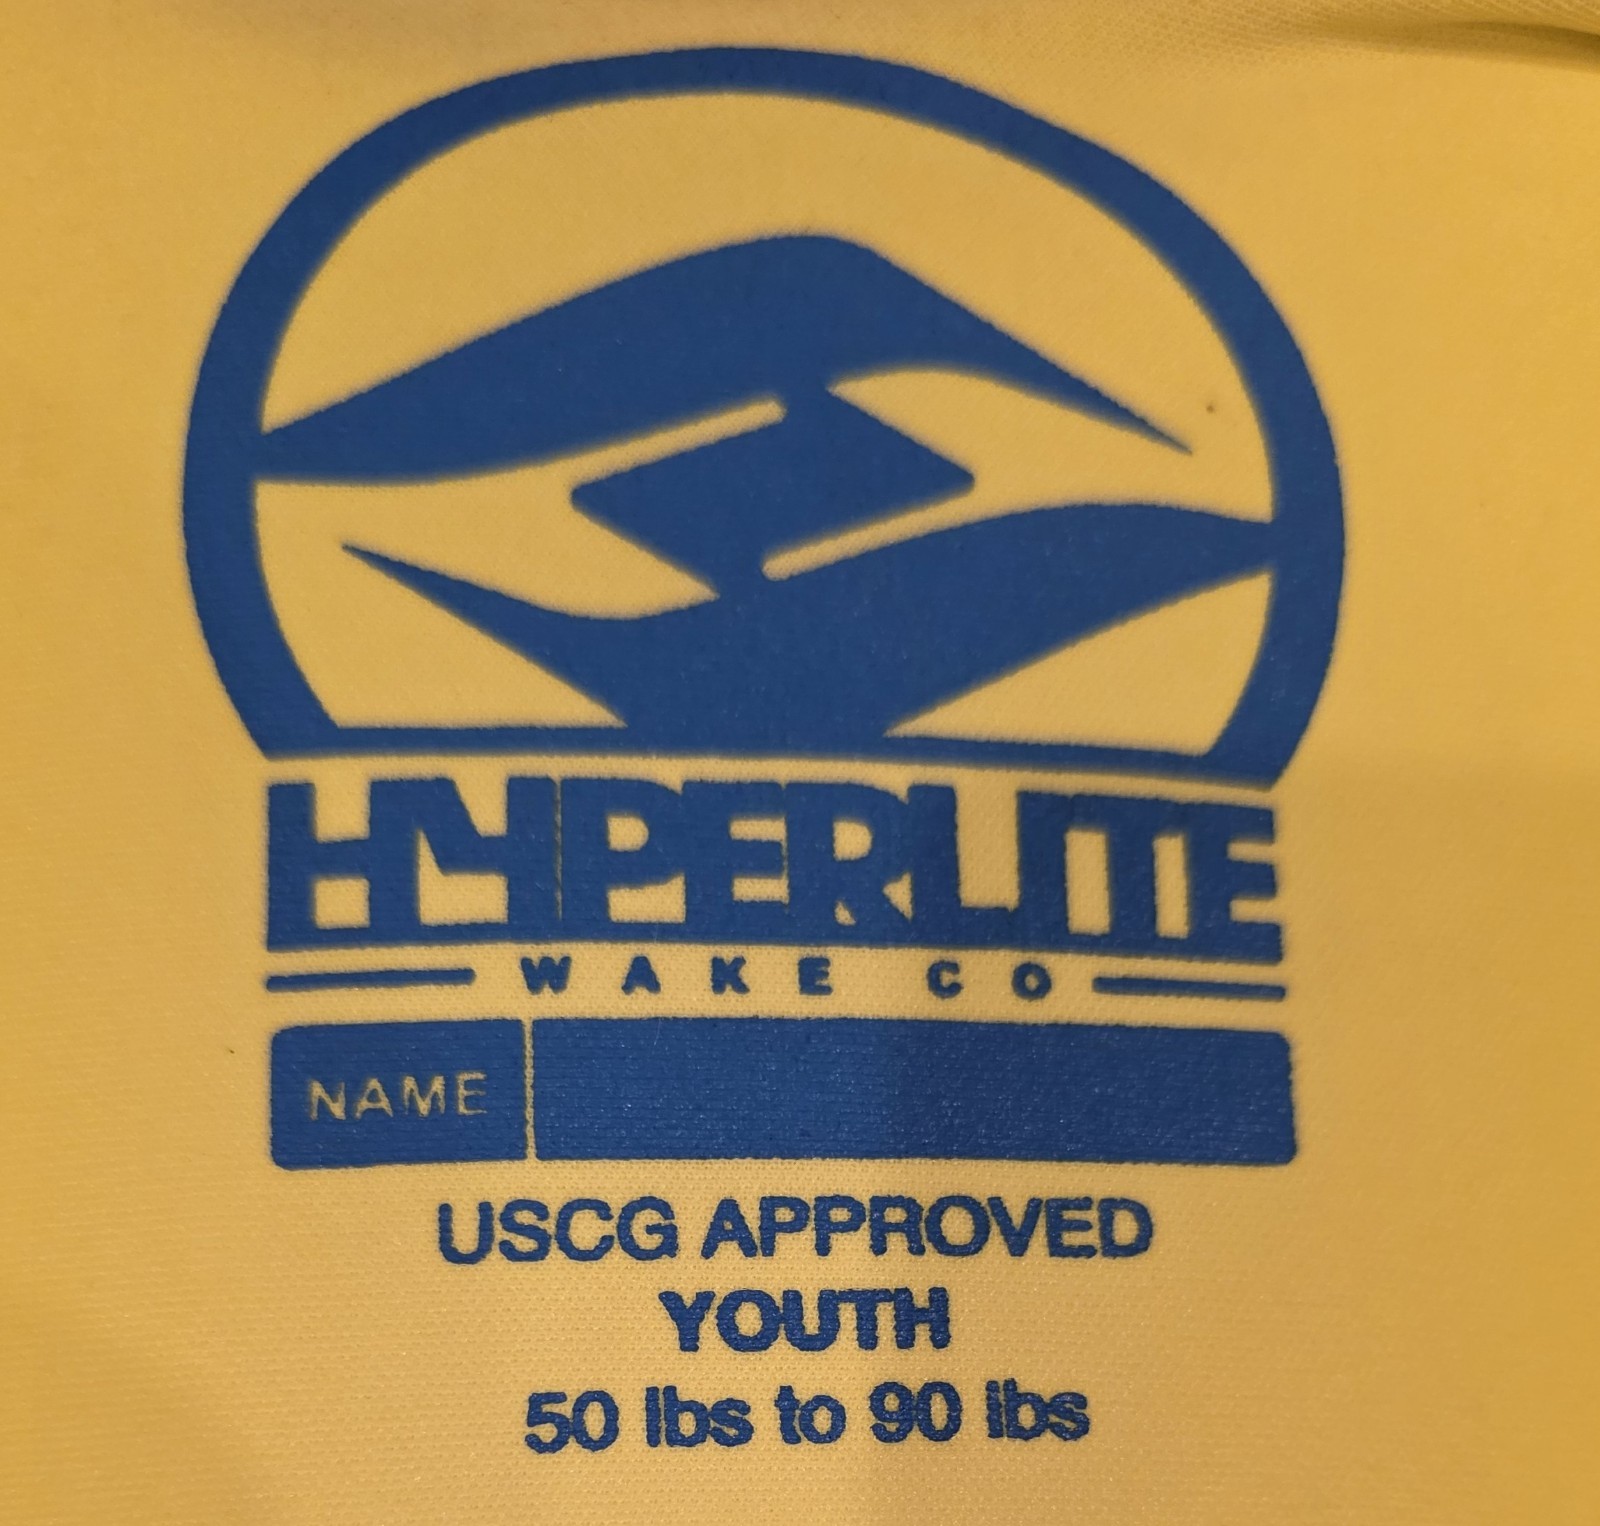 HYPERLITE
WAKE CO
NAME
USCG APPROVED
YOUTH
50 lbs to 90 lbs